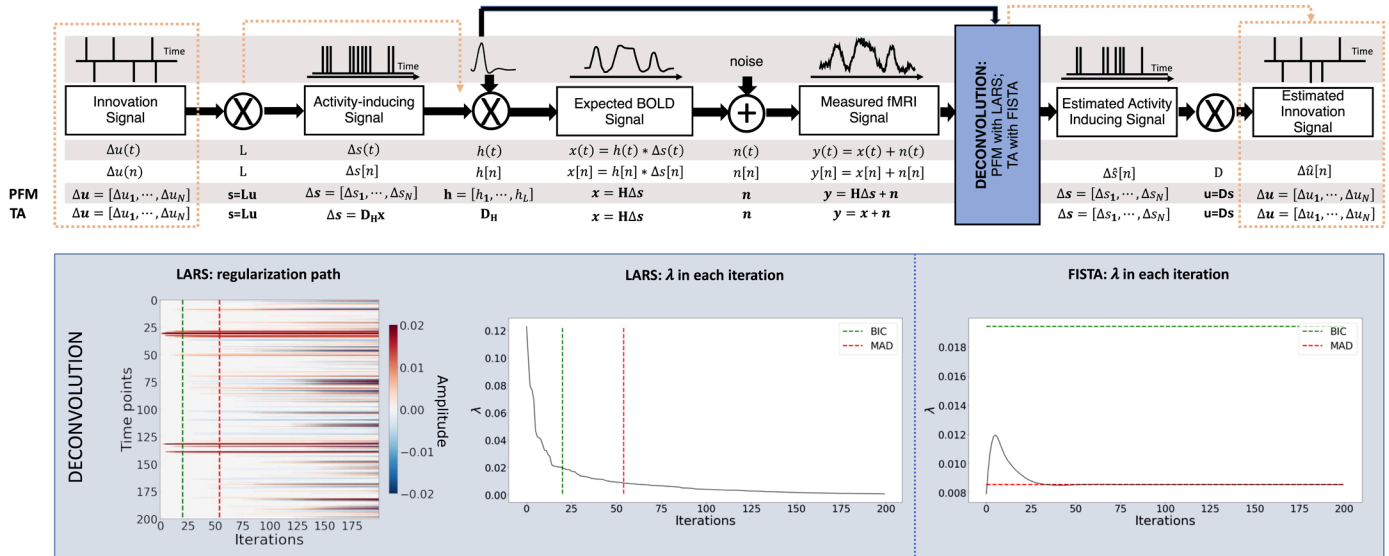 Time
Time
noise
Time
Time
Innovation Signal
X
Activity-inducing Signal
X
Expected BOLD Signal
+
Measured fMRI Signal
DECONVOLUTION:
PFM with LARS;
TA with FISTA
Estimated Activity Inducing Signal
X
Estimated Innovation Signal
Δu(t) L Δs(t) h(t) x(t) = h(t) ∗ Δs(t) n(t) y(t) = x(t) + n(t)
Δu(n) L Δs[n] h[n] x[n] = h[n] ∗ Δs[n] n[n] y[n] = x[n] + n[n] Δŝ[n] D Δû[n]
PFM Δu = [Δu1, ⋯, ΔuN] s=Lu Δs = [Δs1, ⋯, ΔsN] h = [h1, ⋯, hL] x = HΔs n y = HΔs + n Δs = [Δs1, ⋯, ΔsN] u=Ds Δu = [Δu1, ⋯, ΔuN]
TA Δu = [Δu1, ⋯, ΔuN] s=Lu Δs = DHx DH x = HΔs n y = x + n Δs = [Δs1, ⋯, ΔsN] u=Ds Δu = [Δu1, ⋯, ΔuN]
DECONVOLUTION
LARS: regularization path
Time points
0
25
50
75
100
125
150
175
200
0 25 50 75 100 125 150 175
Iterations
0.02
0.01
0.00
−0.01
−0.02
Amplitude
LARS: λ in each iteration
BIC
MAD
λ
0.12
0.10
0.08
0.06
0.04
0.02
0.00
0 25 50 75 100 125 150 175 200
Iterations
FISTA: λ in each iteration
BIC
MAD
λ
0.018
0.016
0.014
0.012
0.010
0.008
0 25 50 75 100 125 150 175 200
Iterations